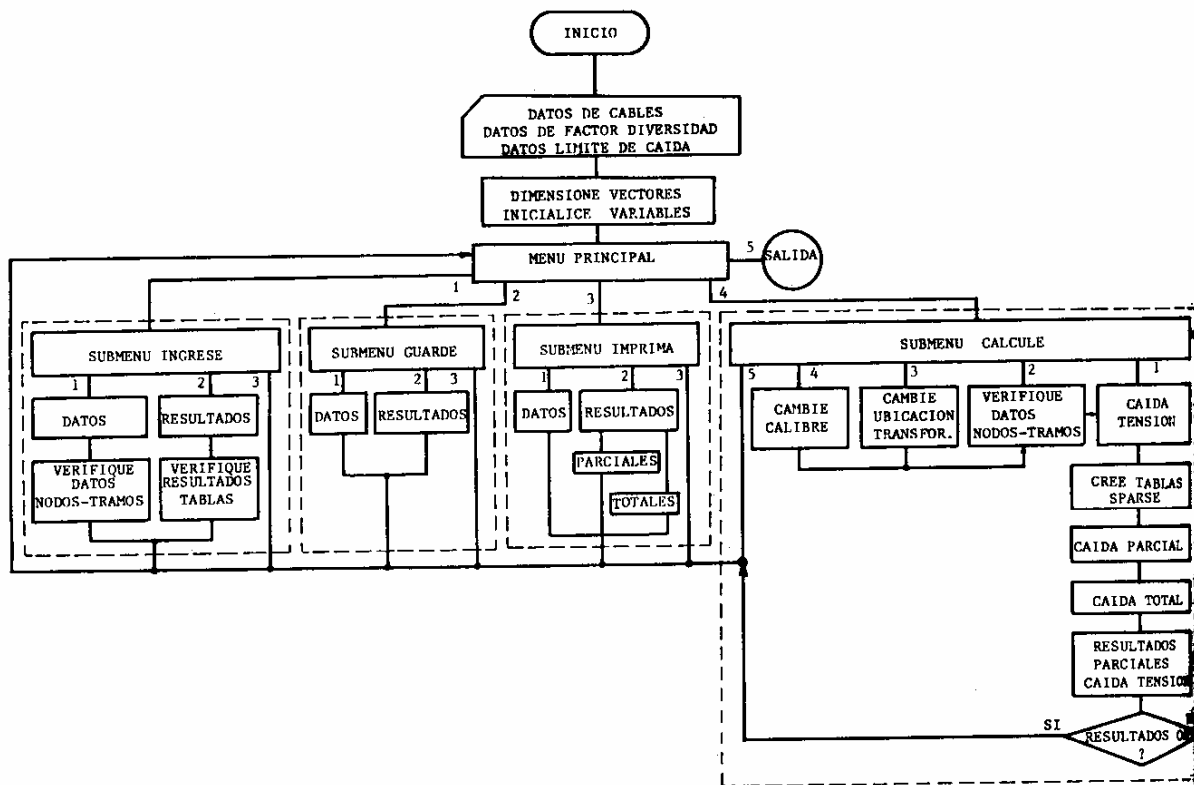 INICIO
DATOS DE CABLES
DATOS DE FACTOR DIVERSIDAD
DATOS LIMITE DE CAIDA
DIMENSIONE VECTORES
INICIALICE VARIABLES
MENU PRINCIPAL
5
SALIDA
1
2
3
4
SUBMENU INGRESE
1
2
3
DATOS
RESULTADOS
VERIFIQUE
DATOS
NODOS-TRAMOS
VERIFIQUE
RESULTADOS
TABLAS
SUBMENU GUARDE
1
2
3
DATOS
RESULTADOS
SUBMENU IMPRIMA
1
2
3
DATOS
RESULTADOS
PARCIALES
TOTALES
SUBMENU CALCULE
5
4
3
2
1
CAMBIE
CALIBRE
CAMBIE
UBICACION
TRANSFOR.
VERIFIQUE
DATOS
NODOS-TRAMOS
CAIDA
TENSION
CREE TABLAS
SPARSE
CAIDA PARCIAL
CAIDA TOTAL
RESULTADOS
PARCIALES
CAIDA TENSION
SI
RESULTADOS
?